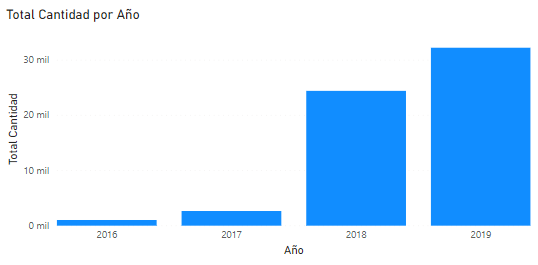 Total Cantidad por Año
Total Cantidad
30 mil
20 mil
10 mil
0 mil
2016
2017
2018
2019
Año